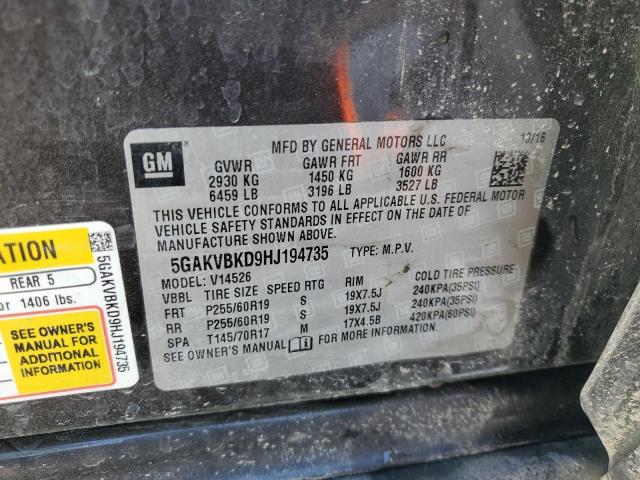 GM
MFD BY GENERAL MOTORS LLC
10/16
GVWR GAWR FRT GAWR RR
2930 KG 1450 KG 1600 KG
6459 LB 3196 LB 3527 LB
THIS VEHICLE CONFORMS TO ALL APPLICABLE U.S. FEDERAL MOTOR
VEHICLE SAFETY STANDARDS IN EFFECT ON THE DATE OF
MANUFACTURE SHOWN ABOVE.
5GAKVBKD9HJ194735 TYPE: M.P.V.
MODEL: V14526
VBBL TIRE SIZE SPEED RTG RIM COLD TIRE PRESSURE
FRT P255/60R19 S 19X7.5J 240KPA(35PSI)
RR P255/60R19 S 19X7.5J 240KPA(35PSI)
SPA T145/70R17 M 17X4.5B 420KPA(60PSI)
SEE OWNER'S MANUAL FOR MORE INFORMATION.
ATION
REAR 5
or 1406 lbs.
SEE OWNER'S
MANUAL FOR
ADDITIONAL
INFORMATION
5GAKVBKD9HJ194735